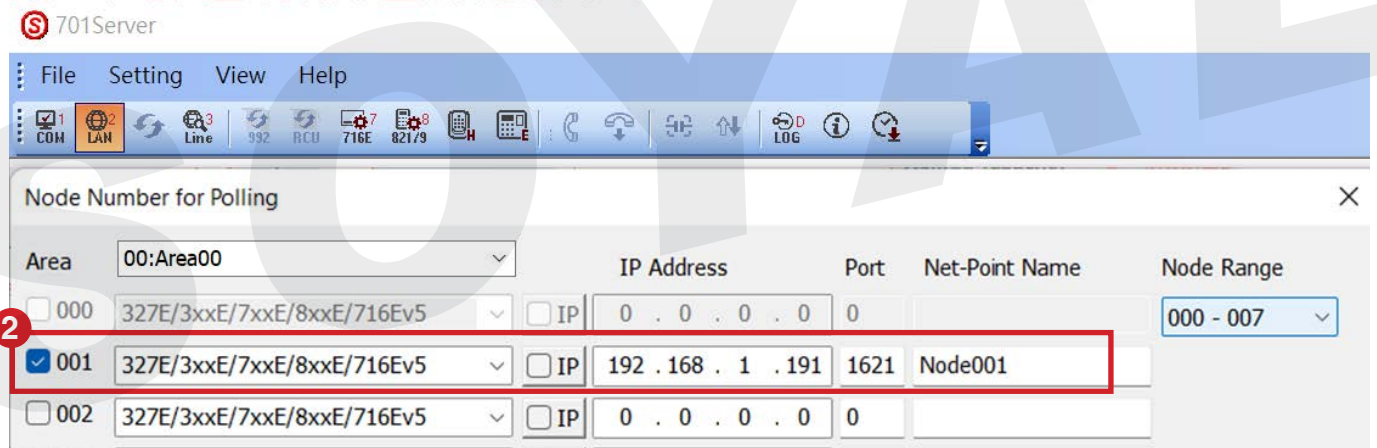 701Server
File Setting View Help
1 COM 2 LAN 3 Line 992 RCU 7 716E 8 821/9 H E D LOG
Node Number for Polling
Area 00:Area00 IP Address Port Net-Point Name Node Range
000 327E/3xxE/7xxE/8xxE/716Ev5 IP 0 . 0 . 0 . 0 0 000 - 007
2
001 327E/3xxE/7xxE/8xxE/716Ev5 IP 192 . 168 . 1 . 191 1621 Node001
002 327E/3xxE/7xxE/8xxE/716Ev5 IP 0 . 0 . 0 . 0 0
SOYAL